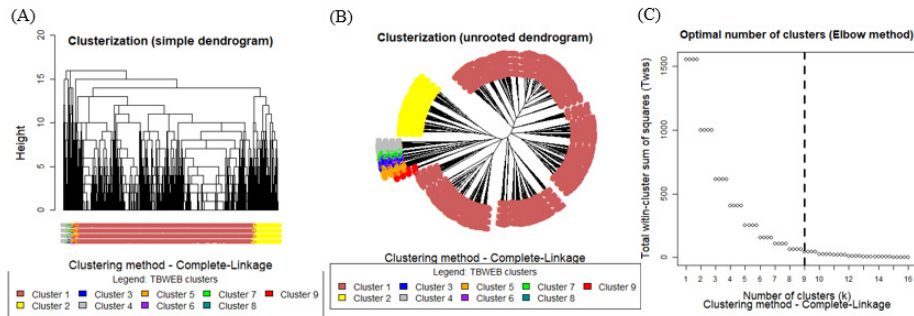 (A)
Clusterization (simple dendrogram)
Height
20
15
10
5
0
Clustering method - Complete-Linkage
Legend: TBWEB clusters
Cluster 1
Cluster 3
Cluster 5
Cluster 7
Cluster 9
Cluster 2
Cluster 4
Cluster 6
Cluster 8
(B)
Clusterization (unrooted dendrogram)
Clustering method - Complete-Linkage
Legend: TBWEB clusters
Cluster 1
Cluster 3
Cluster 5
Cluster 7
Cluster 9
Cluster 2
Cluster 4
Cluster 6
Cluster 8
(C)
Optimal number of clusters (Elbow method)
Total witin-cluster sum of squares (Twss)
1500
1000
500
0
1 2 3 4 5 6 7 8 9 10 12 14 16
Number of clusters (k)
Clustering method - Complete-Linkage